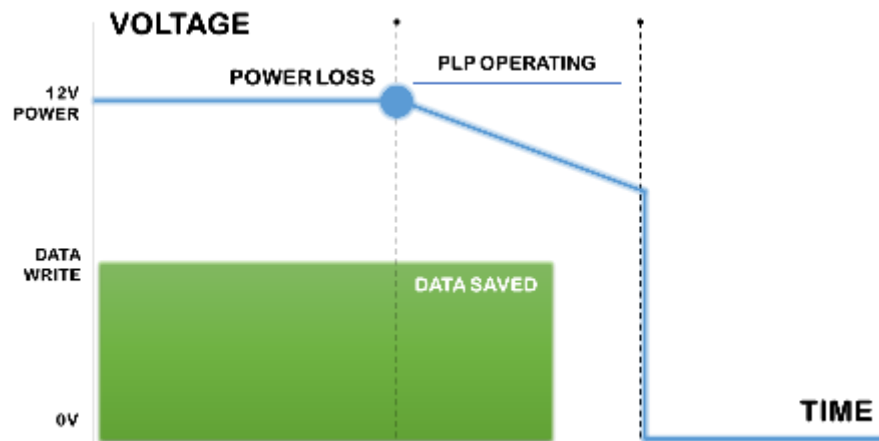 VOLTAGE
POWER LOSS
PLP OPERATING
12V
POWER
DATA
WRITE
DATA SAVED
0V
TIME